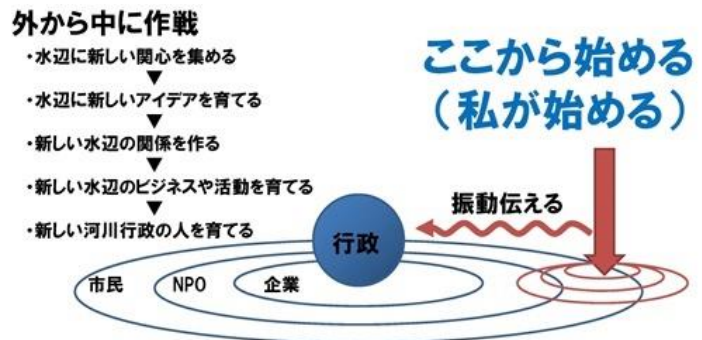 外から中に作戦
・水辺に新しい関心を集める
▼
・水辺に新しいアイデアを育てる
▼
・新しい水辺の関係を作る
▼
・新しい水辺のビジネスや活動を育てる
▼
・新しい河川行政の人を育てる
ここから始める
（私が始める）
振動伝える
行政
市民
NPO
企業